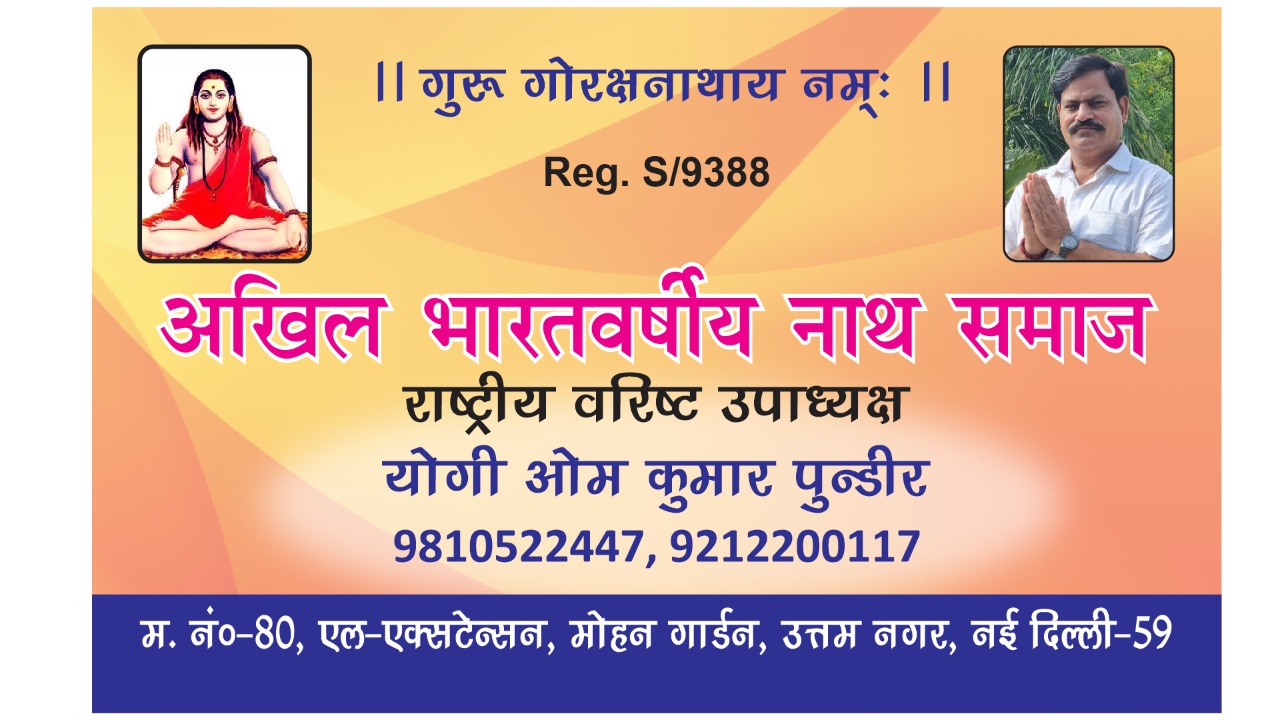 || गुरू गोरक्षनाथाय नम्ः ||
Reg. S/9388
अखिल भारतवर्षीय नाथ समाज
राष्ट्रीय वरिष्ट उपाध्यक्ष
योगी ओम कुमार पुन्डीर
9810522447, 9212200117
म. नं०-80, एल-एक्सटेन्सन, मोहन गार्डन, उत्तम नगर, नई दिल्ली-59